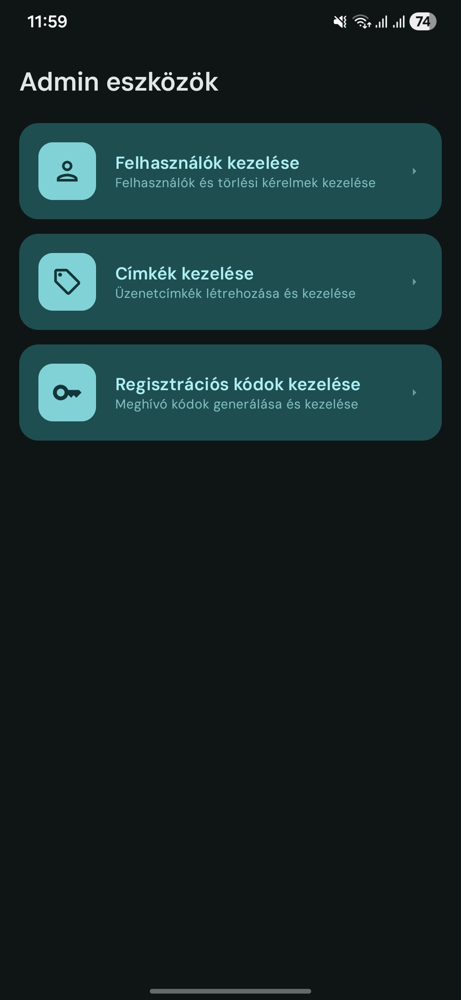 11:59
74
Admin eszközök
Felhasználók kezelése
Felhasználók és törlési kérelmek kezelése
Címkék kezelése
Üzenetcímkék létrehozása és kezelése
Regisztrációs kódok kezelése
Meghívó kódok generálása és kezelése